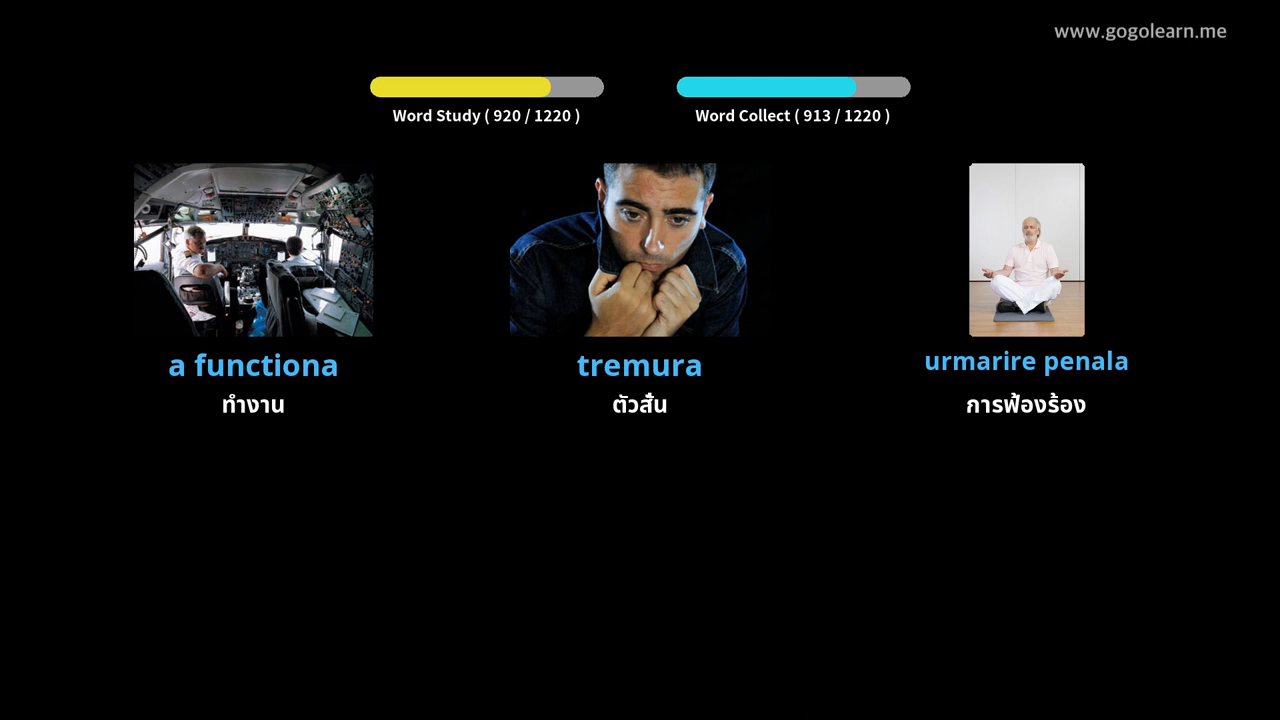 www.gogolearn.me
Word Study ( 920 / 1220 )
Word Collect ( 913 / 1220 )
a functiona
tremura
urmarire penala
ทำงาน
ตัวสั่น
การฟ้องร้อง